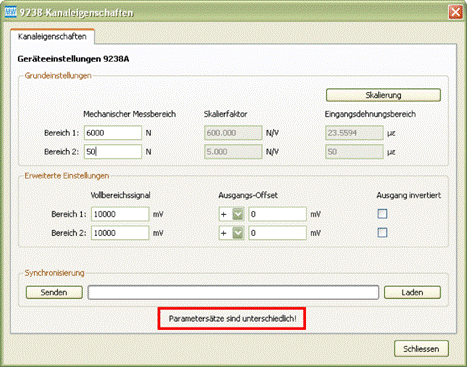 9238-Kanaleigenschaften
Kanaleigenschaften
Geräteeinstellungen 9238A
Grundeinstellungen
Skalierung
Mechanischer Messbereich Skalierfaktor Eingangsdehnungsbereich
Bereich 1: 6000 N 600.000 N/V 23.5594 µε
Bereich 2: 50 N 5.000 N/V 50 µε
Erweiterte Einstellungen
Vollbereichssignal Ausgangs-Offset Ausgang invertiert
Bereich 1: 10000 mV + 0 mV
Bereich 2: 10000 mV + 0 mV
Synchronisierung
Senden Laden
Parametersätze sind unterschiedlich!
Schliessen